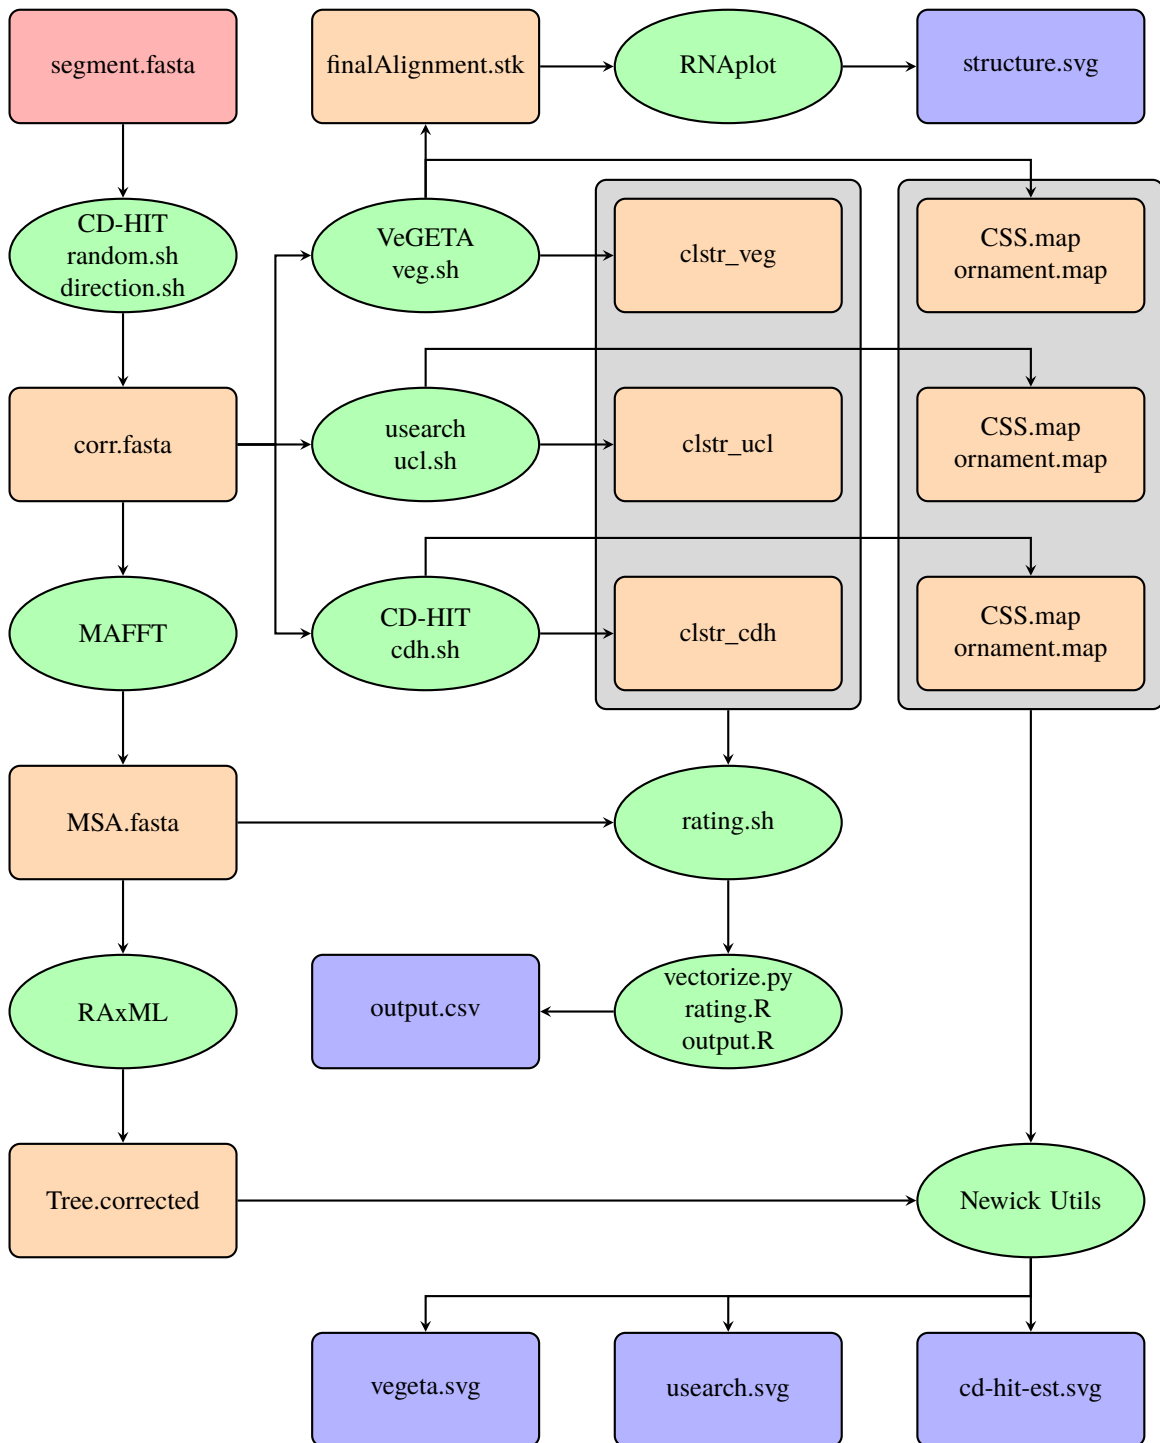 segment.fasta
finalAlignment.stk
RNAplot
structure.svg
CD-HIT
random.sh
direction.sh
VeGETA
veg.sh
clstr_veg
CSS.map
ornament.map
corr.fasta
usearch
ucl.sh
clstr_ucl
CSS.map
ornament.map
MAFFT
CD-HIT
cdh.sh
clstr_cdh
CSS.map
ornament.map
MSA.fasta
rating.sh
RAxML
output.csv
vectorize.py
rating.R
output.R
Tree.corrected
Newick Utils
vegeta.svg
usearch.svg
cd-hit-est.svg